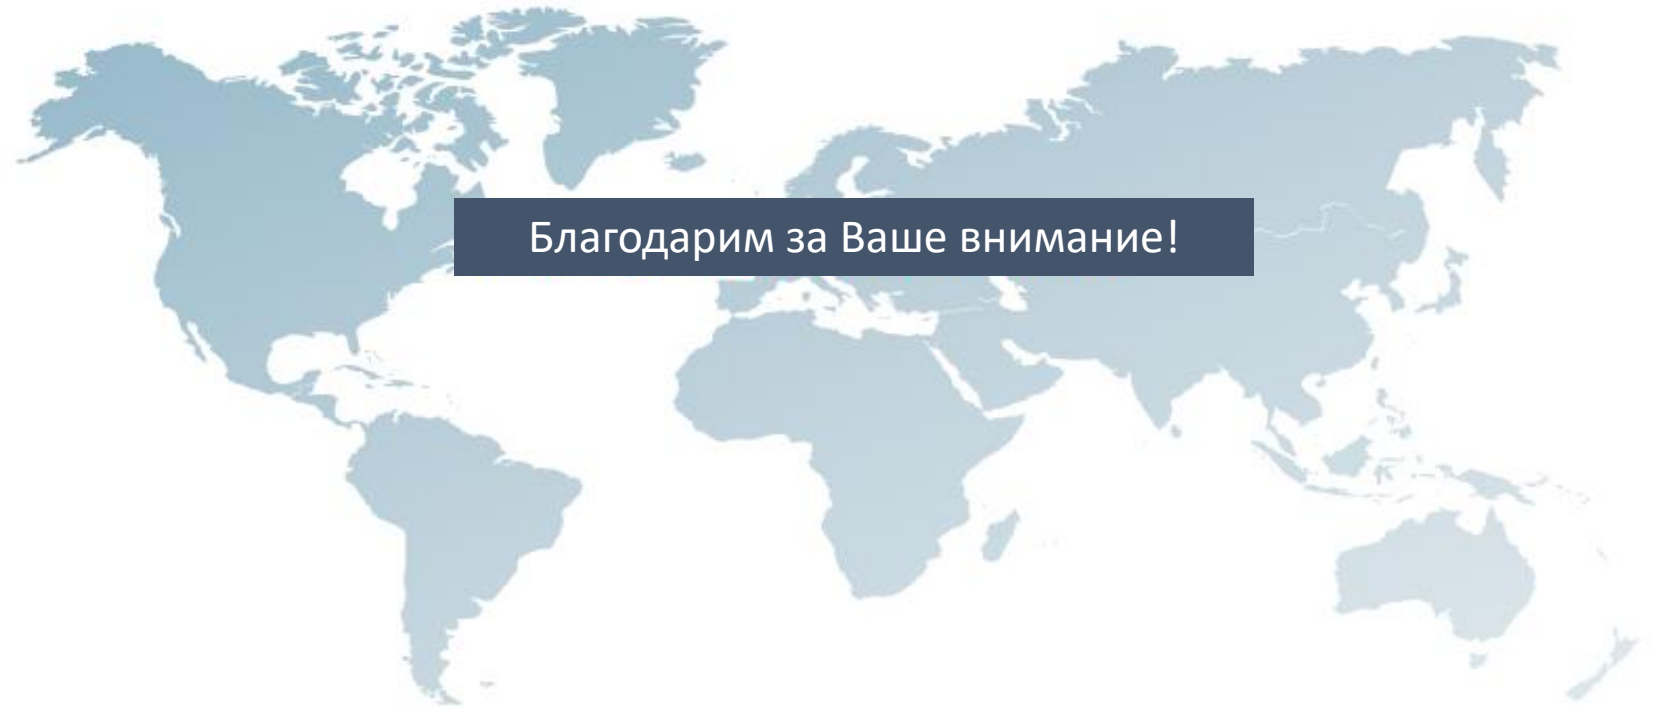 Благодарим за Ваше внимание!